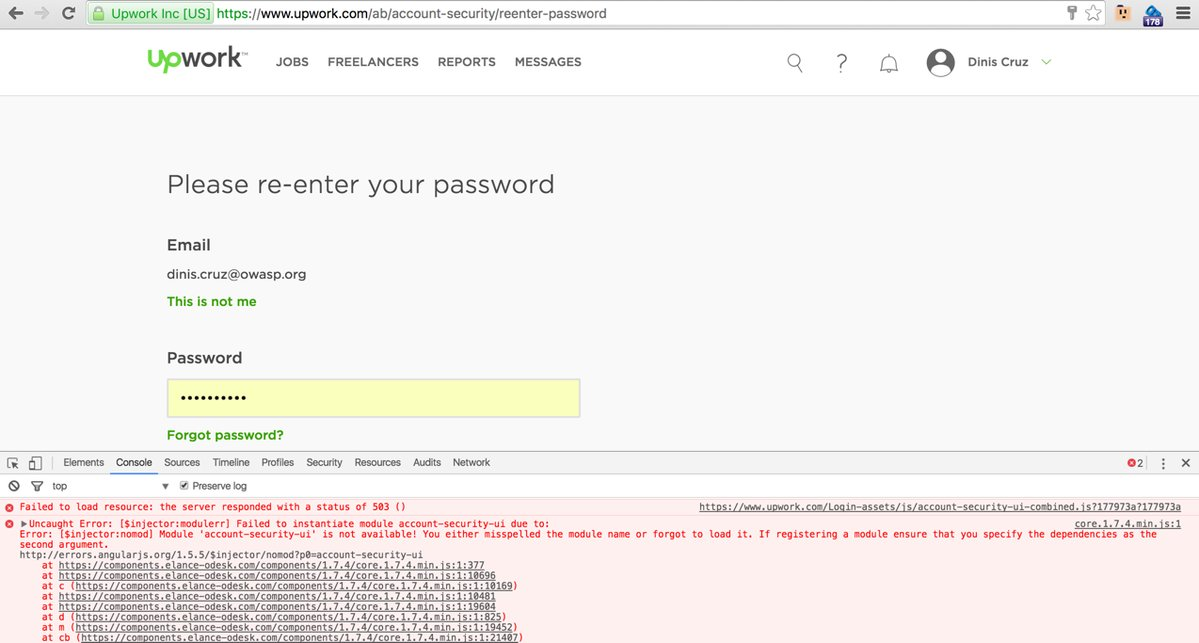 Upwork Inc [US] https://www.upwork.com/ab/account-security/reenter-password
178
upwork™ JOBS FREELANCERS REPORTS MESSAGES ? Dinis Cruz
Please re-enter your password
Email
dinis.cruz@owasp.org
This is not me
Password
••••••••••
Forgot password?
Elements Console Sources Timeline Profiles Security Resources Audits Network 2
top Preserve log
Failed to load resource: the server responded with a status of 503 () https://www.upwork.com/Login-assets/js/account-security-ui-combined.js?177973a?177973a
Uncaught Error: [$injector:modulerr] Failed to instantiate module account-security-ui due to: core.1.7.4.min.js:1
Error: [$injector:nomod] Module 'account-security-ui' is not available! You either misspelled the module name or forgot to load it. If registering a module ensure that you specify the dependencies as the
second argument.
http://errors.angularjs.org/1.5.5/$injector/nomod?p0=account-security-ui
at https://components.elance-odesk.com/components/1.7.4/core.1.7.4.min.js:1:377
at https://components.elance-odesk.com/components/1.7.4/core.1.7.4.min.js:1:10696
at c (https://components.elance-odesk.com/components/1.7.4/core.1.7.4.min.js:1:10169)
at https://components.elance-odesk.com/components/1.7.4/core.1.7.4.min.js:1:10481
at https://components.elance-odesk.com/components/1.7.4/core.1.7.4.min.js:1:19604
at d (https://components.elance-odesk.com/components/1.7.4/core.1.7.4.min.js:1:825)
at m (https://components.elance-odesk.com/components/1.7.4/core.1.7.4.min.js:1:19452)
at cb (https://components.elance-odesk.com/components/1.7.4/core.1.7.4.min.js:1:21407)